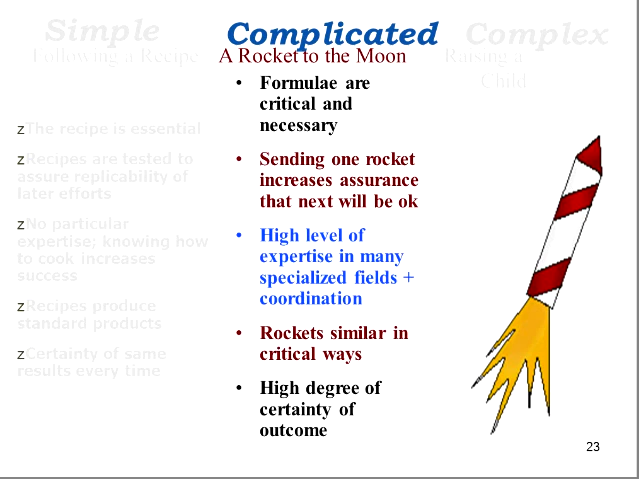 Simple
Following a Recipe
zThe recipe is essential
zRecipes are tested to
assure replicability of
later efforts
zNo particular
expertise; knowing how
to cook increases
success
zRecipes produce
standard products
zCertainty of same
results every time
Complicated
A Rocket to the Moon
• Formulae are
critical and
necessary
• Sending one rocket
increases assurance
that next will be ok
• High level of
expertise in many
specialized fields +
coordination
• Rockets similar in
critical ways
• High degree of
certainty of
outcome
Complex
Raising a
Child
23